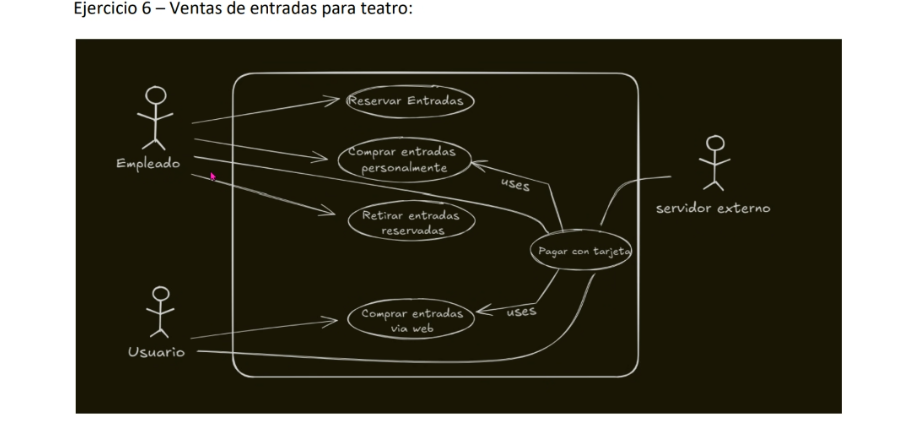 Ejercicio 6 – Ventas de entradas para teatro:
Reservar Entradas
Empleado
Comprar entradas
personalmente
uses
Retirar entradas
reservadas
servidor externo
Pagar con tarjeta
Comprar entradas
via web
uses
Usuario